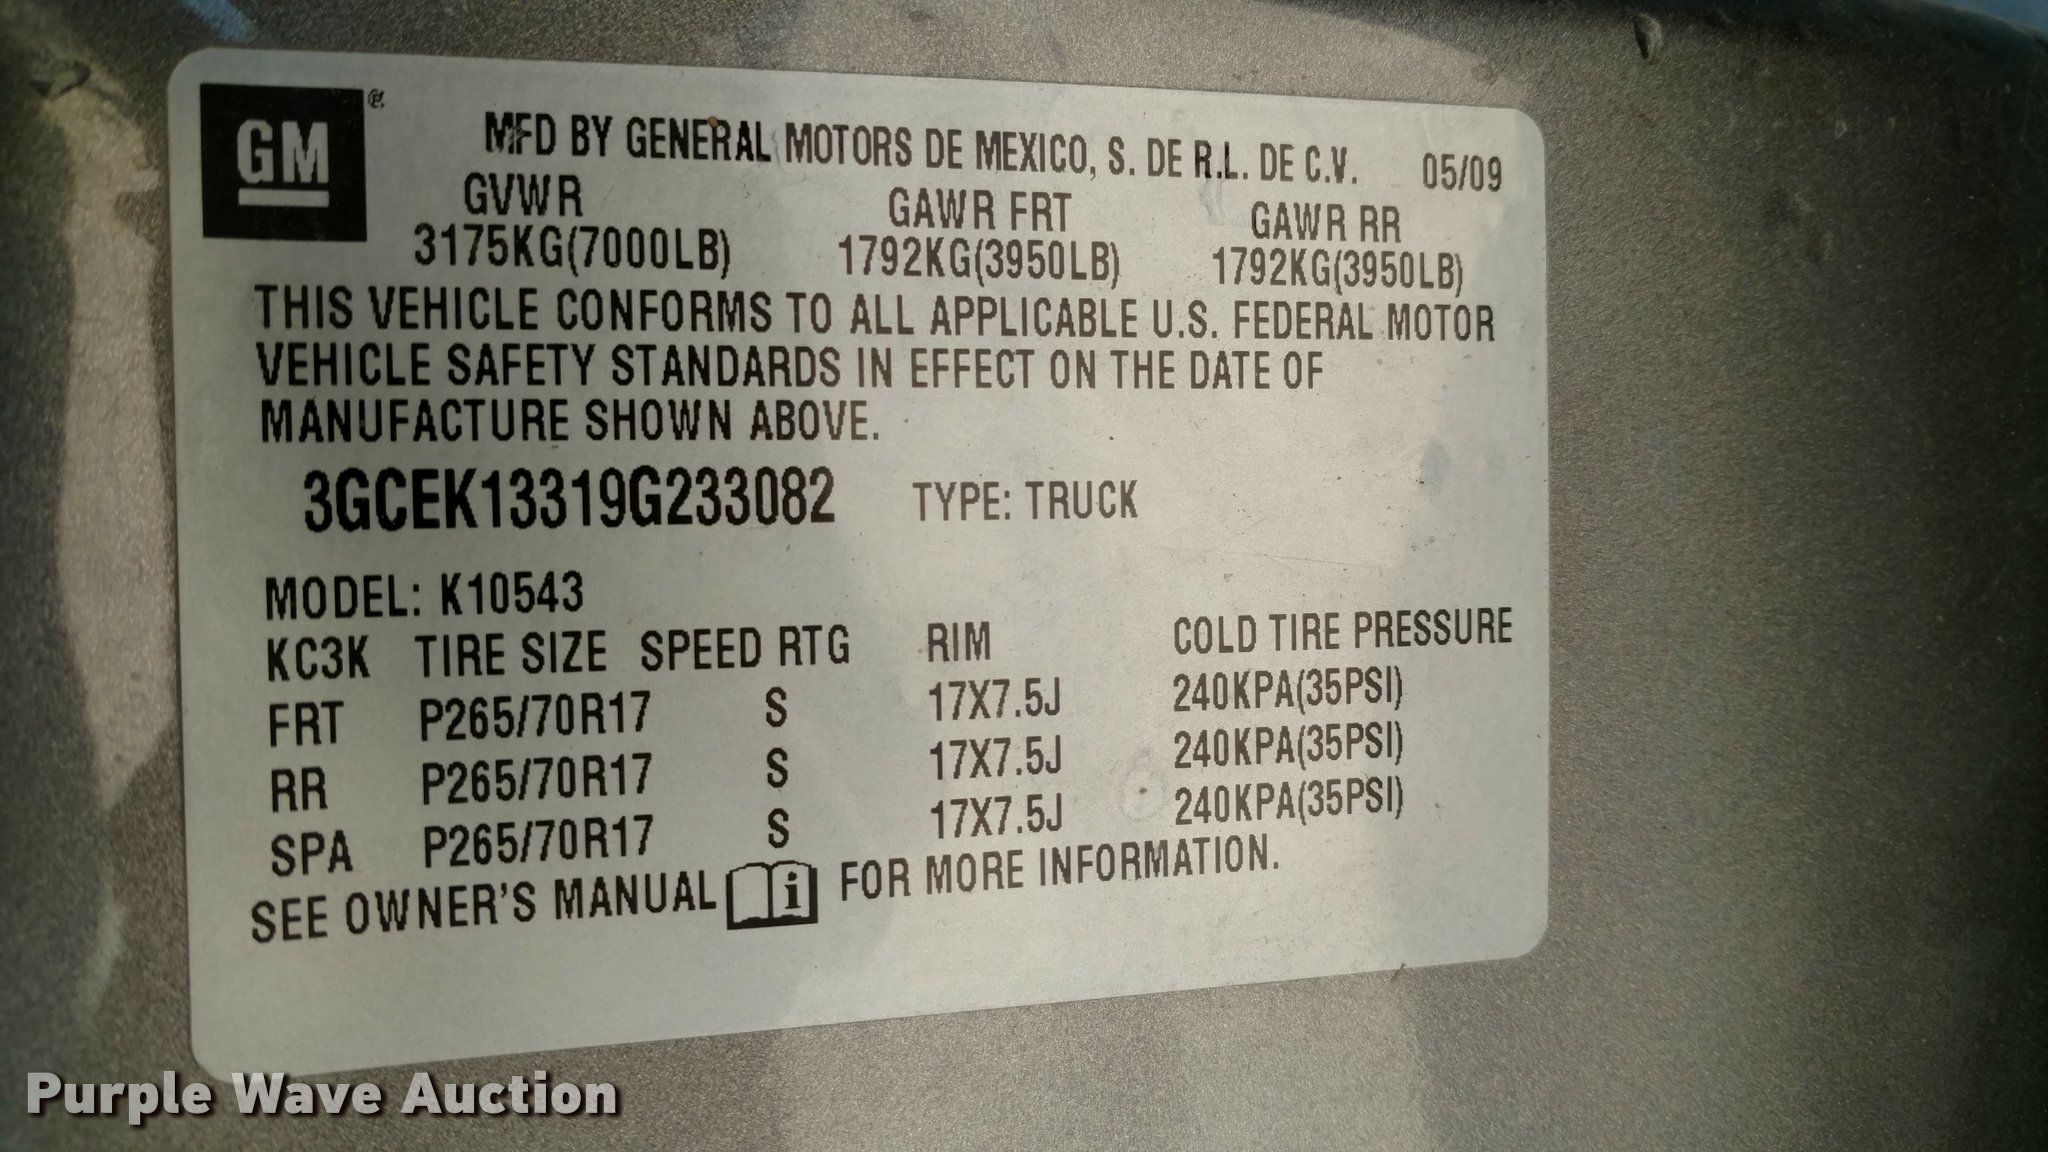 GM
MFD BY GENERAL MOTORS DE MEXICO, S. DE R.L. DE C.V. 05/09
GVWR GAWR FRT GAWR RR
3175KG(7000LB) 1792KG(3950LB) 1792KG(3950LB)
THIS VEHICLE CONFORMS TO ALL APPLICABLE U.S. FEDERAL MOTOR
VEHICLE SAFETY STANDARDS IN EFFECT ON THE DATE OF
MANUFACTURE SHOWN ABOVE.
3GCEK13319G233082 TYPE: TRUCK
MODEL: K10543
KC3K TIRE SIZE SPEED RTG RIM COLD TIRE PRESSURE
FRT P265/70R17 S 17X7.5J 240KPA(35PSI)
RR P265/70R17 S 17X7.5J 240KPA(35PSI)
SPA P265/70R17 S 17X7.5J 240KPA(35PSI)
SEE OWNER'S MANUAL i FOR MORE INFORMATION.
Purple Wave Auction